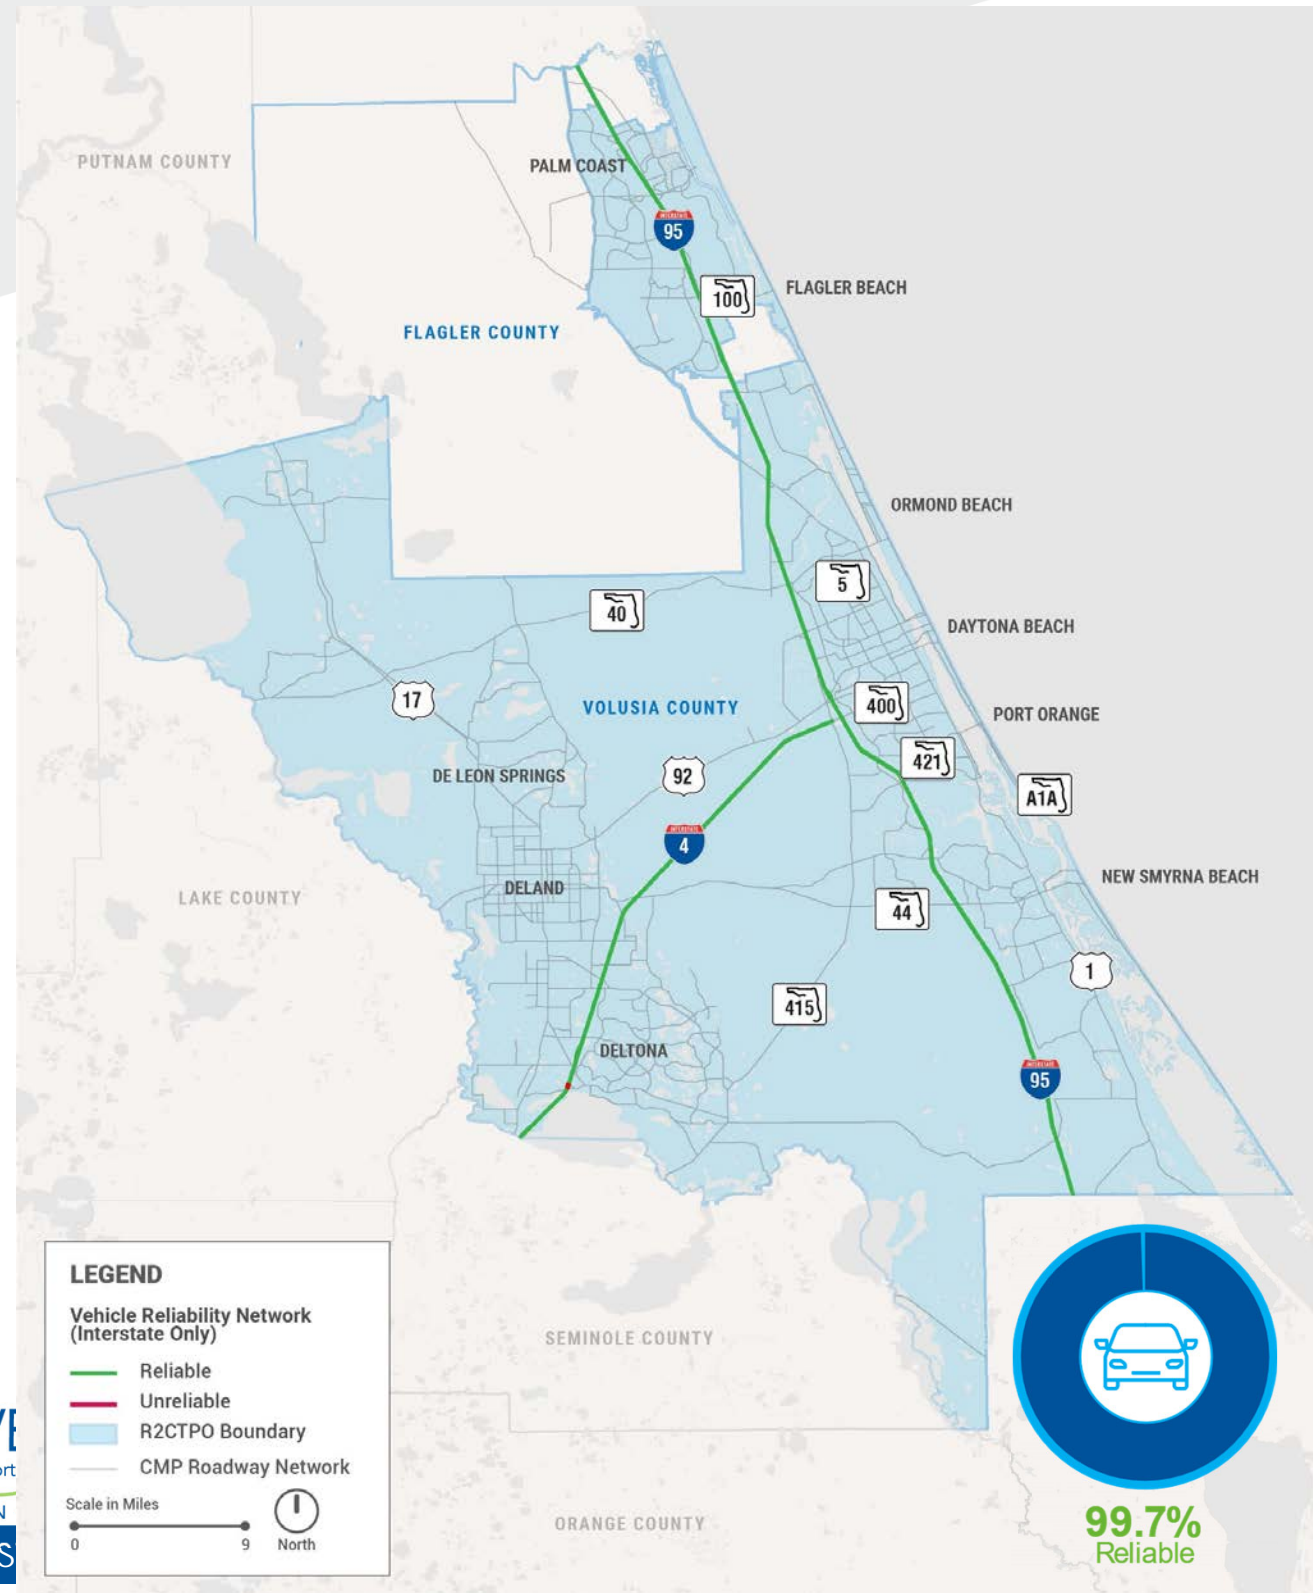 PUTNAM COUNTY
PALM COAST
INTERSTATE
95
100
FLAGLER BEACH
FLAGLER COUNTY
ORMOND BEACH
5
40
DAYTONA BEACH
17
VOLUSIA COUNTY
400
PORT ORANGE
421
DE LEON SPRINGS
92
A1A
INTERSTATE
4
NEW SMYRNA BEACH
DELAND
LAKE COUNTY
44
1
415
DELTONA
INTERSTATE
95
LEGEND
Vehicle Reliability Network
(Interstate Only)
Reliable
Unreliable
R2CTPO Boundary
CMP Roadway Network
Scale in Miles
0 9 North
SEMINOLE COUNTY
ORANGE COUNTY
99.7%
Reliable